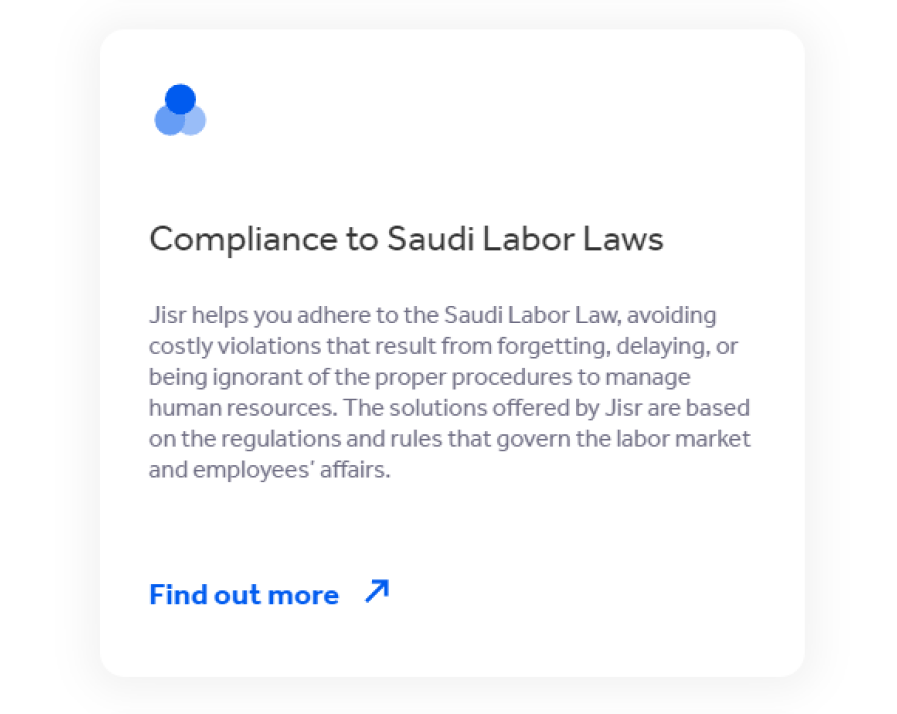 Compliance to Saudi Labor Laws
Jisr helps you adhere to the Saudi Labor Law, avoiding
costly violations that result from forgetting, delaying, or
being ignorant of the proper procedures to manage
human resources. The solutions offered by Jisr are based
on the regulations and rules that govern the labor market
and employees’ affairs.
Find out more